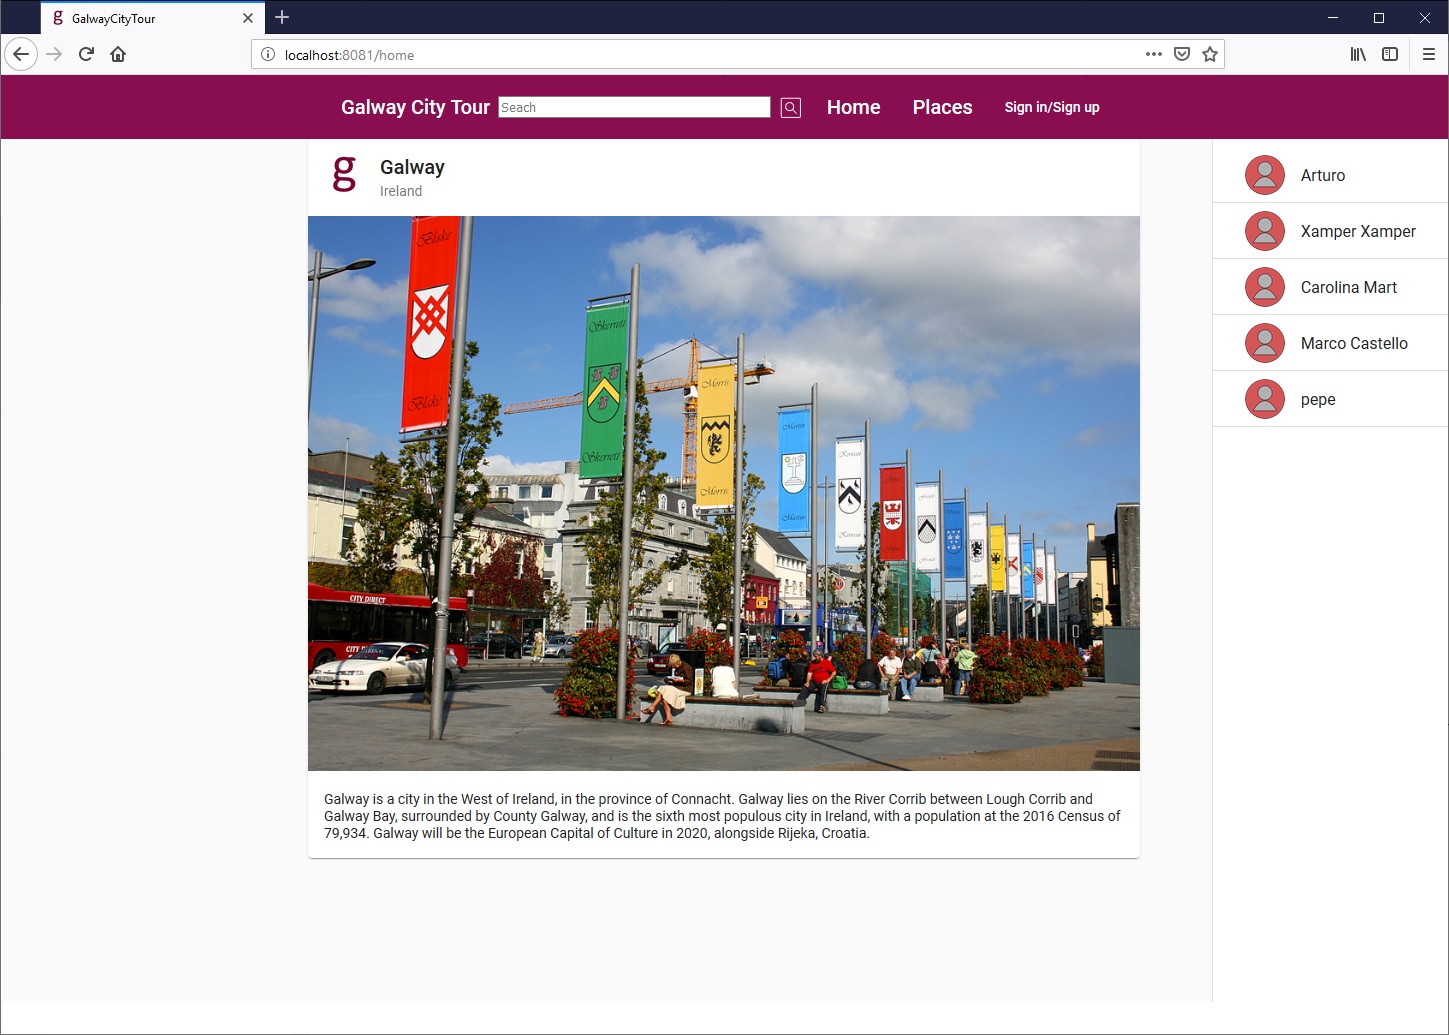 GalwayCityTour
localhost:8081/home
Galway City Tour
Seach
Home
Places
Sign in/Sign up
g
Galway
Ireland
Blake
Blake
Skerrett
Skerrett
Morris
Morris
Martin
Martin
Kirwan
Kirwan
CITY DIRECT
Galway is a city in the West of Ireland, in the province of Connacht. Galway lies on the River Corrib between Lough Corrib and
Galway Bay, surrounded by County Galway, and is the sixth most populous city in Ireland, with a population at the 2016 Census of
79,934. Galway will be the European Capital of Culture in 2020, alongside Rijeka, Croatia.
Arturo
Xamper Xamper
Carolina Mart
Marco Castello
pepe